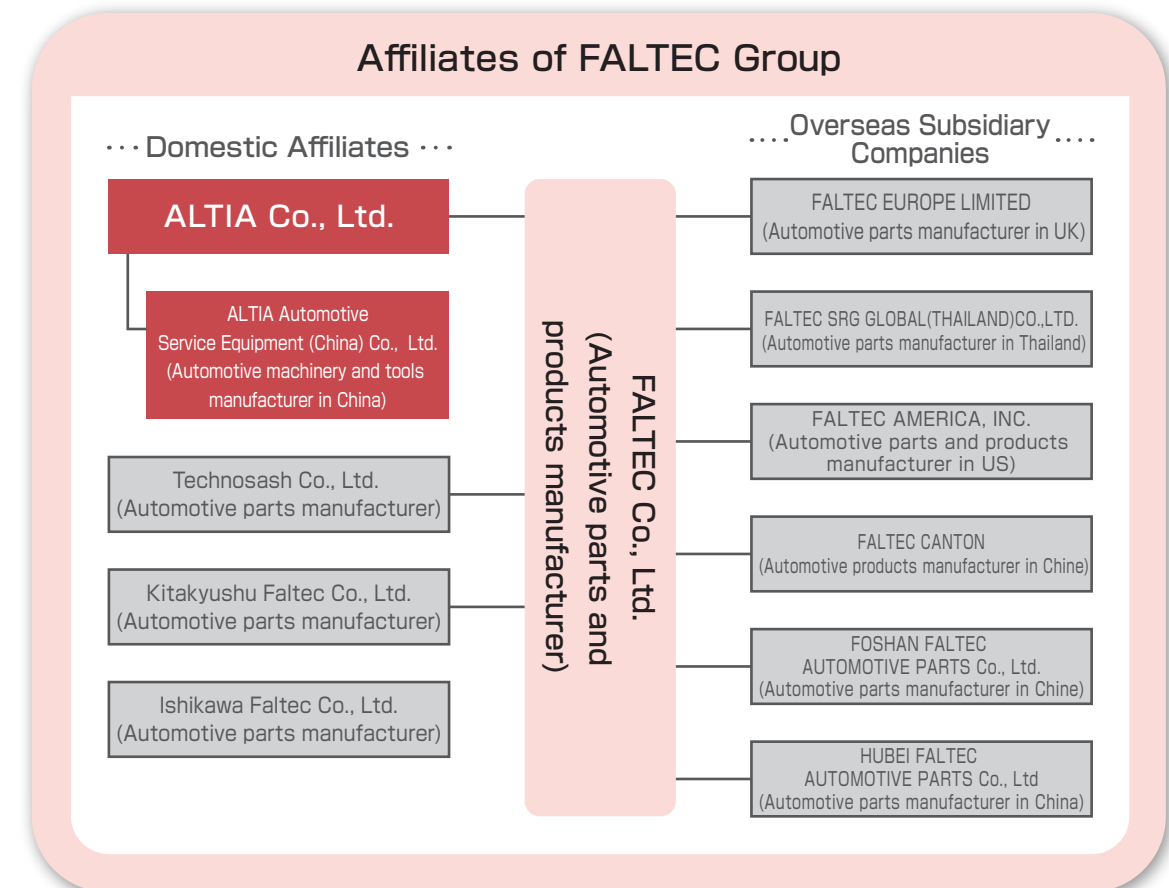 Affiliates of FALTEC Group
··· Domestic Affiliates ···
ALTIA Co., Ltd.
ALTIA Automotive
Service Equipment (China) Co., Ltd.
(Automotive machinery and tools
manufacturer in China)
Technosash Co., Ltd.
(Automotive parts manufacturer)
Kitakyushu Faltec Co., Ltd.
(Automotive parts manufacturer)
Ishikawa Faltec Co., Ltd.
(Automotive parts manufacturer)
FALTEC Co., Ltd.
(Automotive parts and
products manufacturer)
····Overseas Subsidiary····
Companies
FALTEC EUROPE LIMITED
(Automotive parts manufacturer in UK)
FALTEC SRG GLOBAL(THAILAND)CO.,LTD.
(Automotive parts manufacturer in Thailand)
FALTEC AMERICA, INC.
(Automotive parts and products
manufacturer in US)
FALTEC CANTON
(Automotive products manufacturer in Chine)
FOSHAN FALTEC
AUTOMOTIVE PARTS Co., Ltd.
(Automotive parts manufacturer in Chine)
HUBEI FALTEC
AUTOMOTIVE PARTS Co., Ltd
(Automotive parts manufacturer in China)